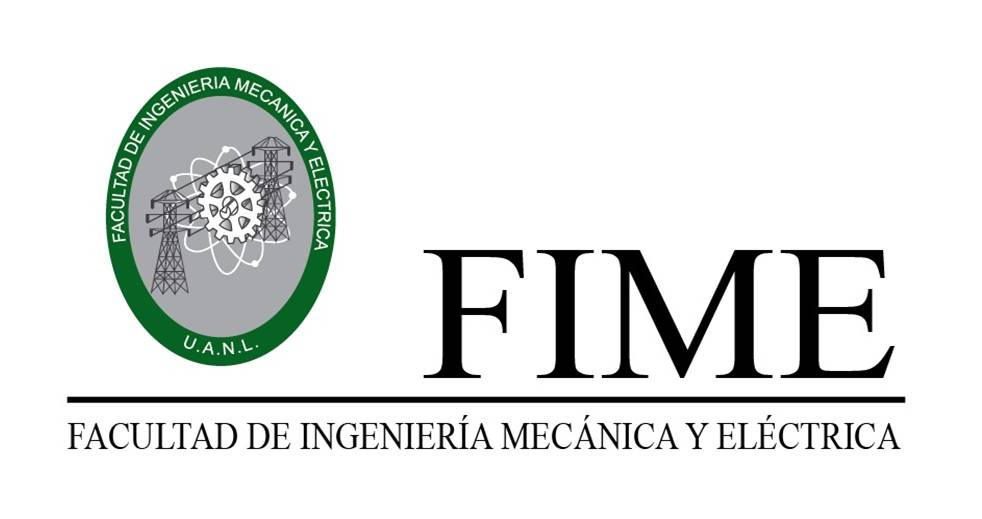 FACULTAD DE INGENIERIA MECANICA Y ELECTRICA
U.A.N.L.
FIME
FACULTAD DE INGENIERÍA MECÁNICA Y ELÉCTRICA